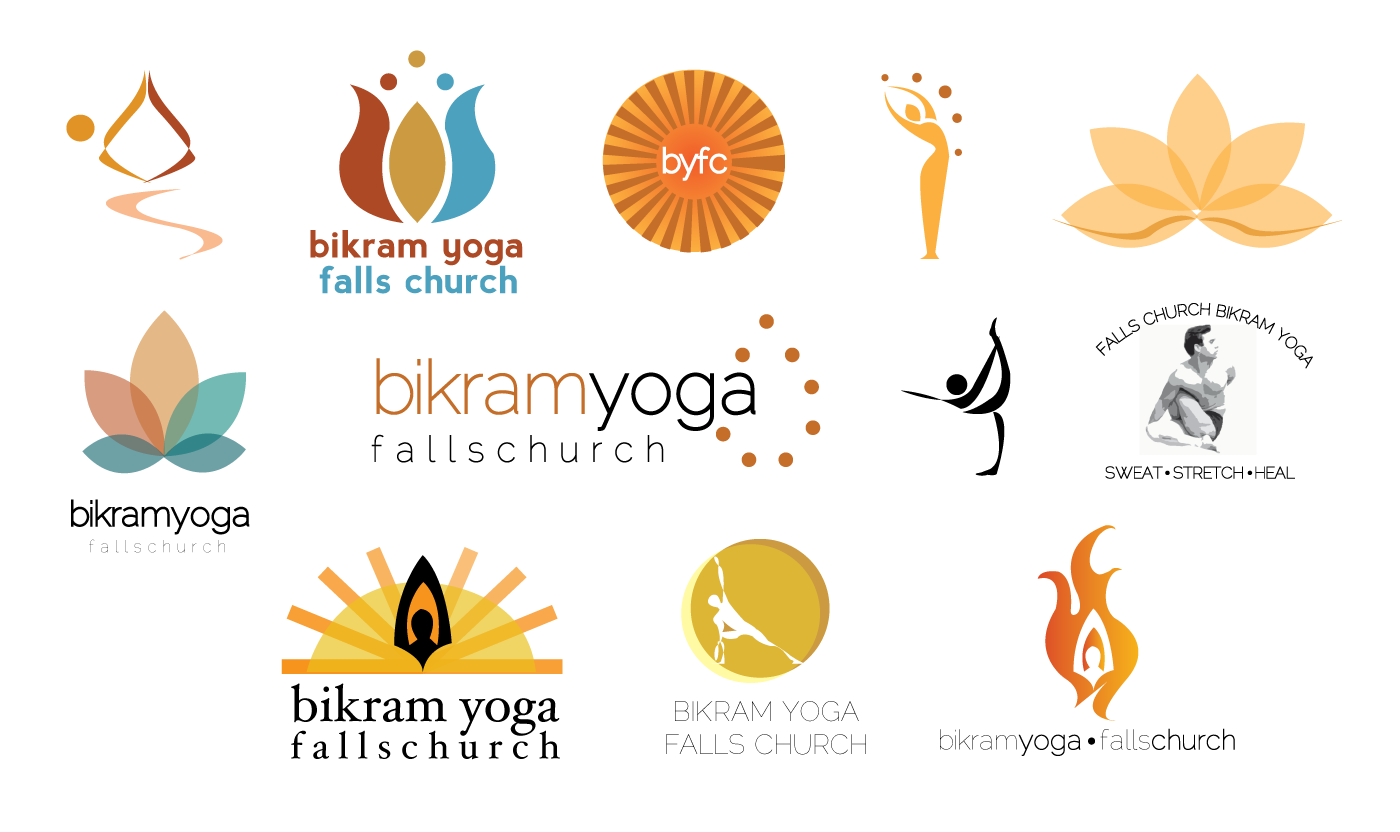 bikram yoga
falls church
byfc
bikramyoga
fallschurch
bikramyoga
fallschurch
FALLS CHURCH BIKRAM YOGA
SWEAT • STRETCH • HEAL
bikram yoga
fallschurch
BIKRAM YOGA
FALLS CHURCH
bikramyoga • fallschurch